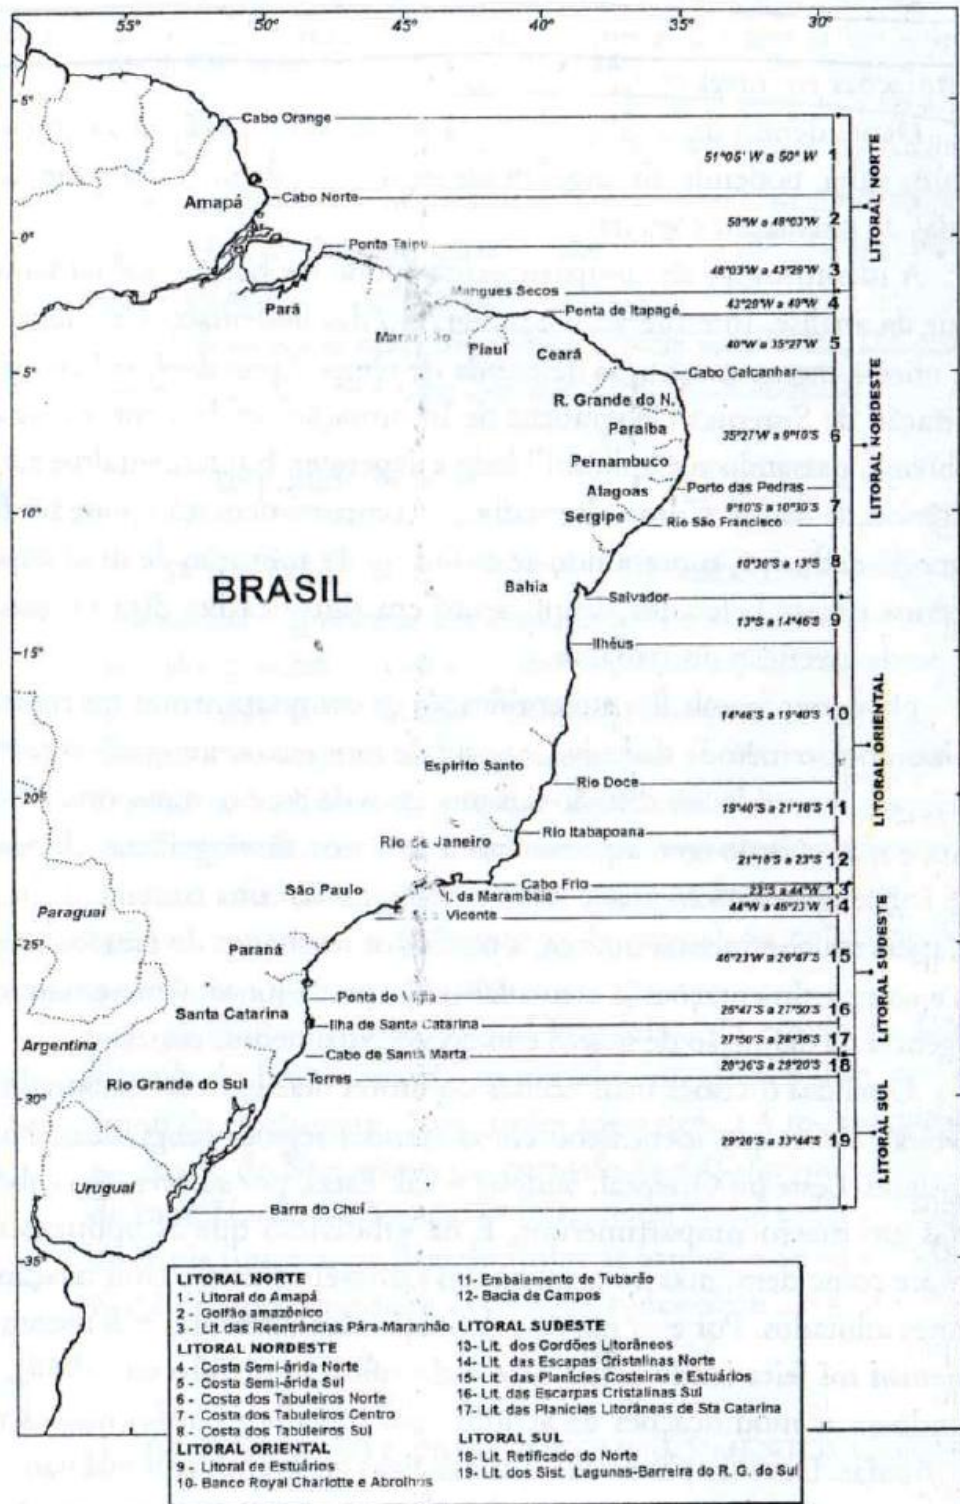 55° 50° 45° 40° 35° 30°
5°
Cabo Orange
51°05' W a 50° W 1
LITORAL NORTE
Amapá
Cabo Norte
50°W a 48°03'W 2
0°
48°03'W a 43°29'W 3
Pará
Mangues Secos
Ponta de Itapagé
4
Piauí
Ceará
40°W a 35°27'W 5
5°
Cabo Calcanhar
R. Grande do N.
Paraíba
35°27'W a 9°10'S 6
LITORAL NORDESTE
Pernambuco
Alagoas
Porto das Pedras
9°10'S a 10°30'S 7
10°
Sergipe
Rio São Francisco
10°30'S a 13°S 8
BRASIL
Bahia
Salvador
13°S a 14°46'S 9
Ilhéus
15°
14°46'S a 19°40'S 10
LITORAL ORIENTAL
Espirito Santo
Rio Doce
20°
19°40'S a 21°18'S 11
Rio Itabapoana
Rio de Janeiro
21°18'S a 23°S 12
São Paulo
Cabo Frio
23°S a 44°W 13
. de Marambaia
44°W a 46°23'W 14
Vicente
Paraguai
25°
Paraná
46°23'W a 26°47'S 15
LITORAL SUDESTE
Santa Catarina
26°47'S a 27°50'S 16
Ilha de Santa Catarina
27°50'S a 28°36'S 17
Argentina
Cabo de Santa Marta
28°36'S a 29°20'S 18
Torres
Rio Grande do Sul
30°
29°20'S a 33°44'S 19
LITORAL SUL
Uruguai
Barra do Chuí
35°
LITORAL NORTE
1 - Litoral do Amapá
2 - Golfão amazônico
3 - Lit. das Reentrâncias Pára-Maranhão
LITORAL NORDESTE
4 - Costa Semi-árida Norte
5 - Costa Semi-árida Sul
6 - Costa dos Tabuleiros Norte
7 - Costa dos Tabuleiros Centro
8 - Costa dos Tabuleiros Sul
LITORAL ORIENTAL
9 - Litoral de Estuários
10- Banco Royal Charlotte e Abrolhos
11- Embaiamento de Tubarão
12- Bacia de Campos
LITORAL SUDESTE
13- Lit. dos Cordões Litorâneos
14- Lit. das Escapas Cristalinas Norte
15- Lit. das Planícies Costeiras e Estuários
16- Lit. das Escarpas Cristalinas Sul
17- Lit. das Planícies Litorâneas de Sta Catarina
LITORAL SUL
18- Lit. Retificado do Norte
19- Lit. dos Sist. Lagunas-Barreira do R. G. do Sul